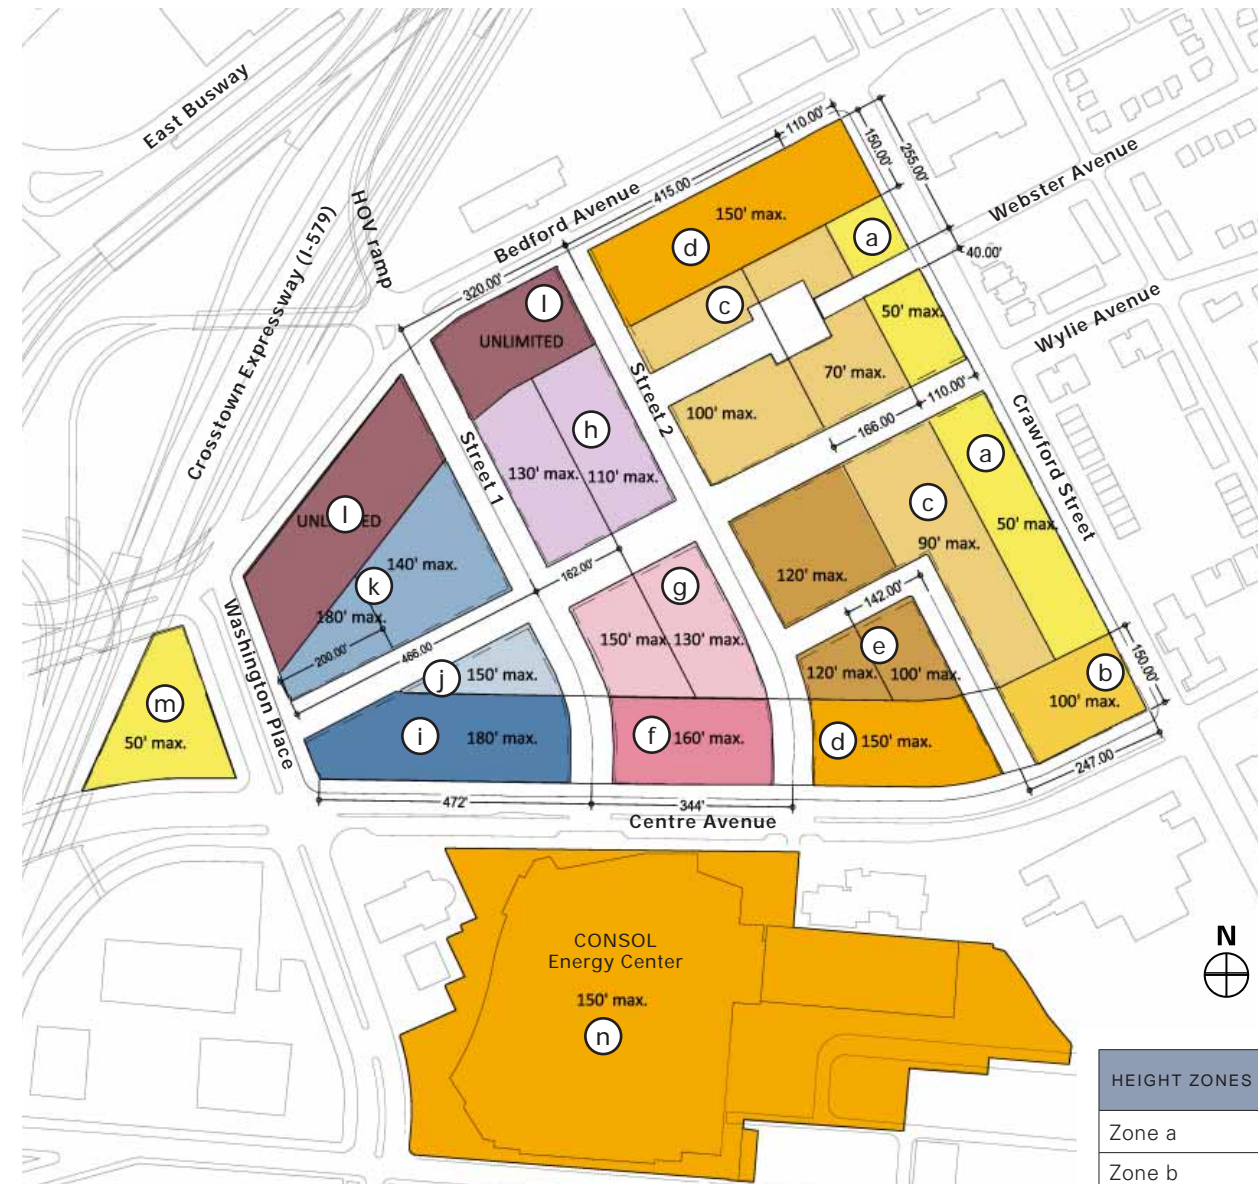 East Busway
Crosstown Expressway (I-579)
HOV ramp
Bedford Avenue
320.00'
415.00
110.00'
150.00'
255.00'
Webster Avenue
40.00'
Wylie Avenue
Crawford Street
Street 2
Street 1
Washington Place
150' max.
d
a
c
50' max.
70' max.
100' max.
166.00
110.00'
l
UNLIMITED
h
130' max.
110' max.
a
c
50' max.
90' max.
120' max.
142.00'
l
140' max.
k
180' max.
200.00'
466.00
162.00'
g
150' max
130' max.
e
120' max.
100' max.
b
100' max.
150.00'
247.00
j
150' max.
i
180' max.
f
160' max.
d
150' max.
m
50' max.
472'
344'
Centre Avenue
CONSOL
Energy Center
150' max.
n
N
HEIGHT ZONES
Zone a
Zone b